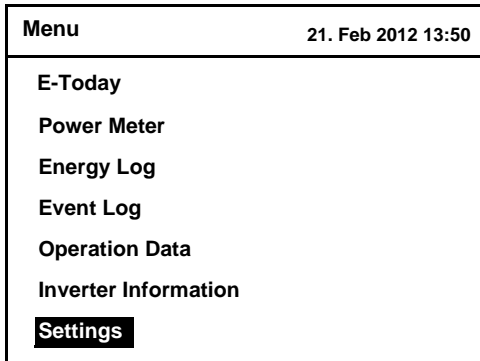 Menu 21. Feb 2012 13:50
E-Today
Power Meter
Energy Log
Event Log
Operation Data
Inverter Information
Settings